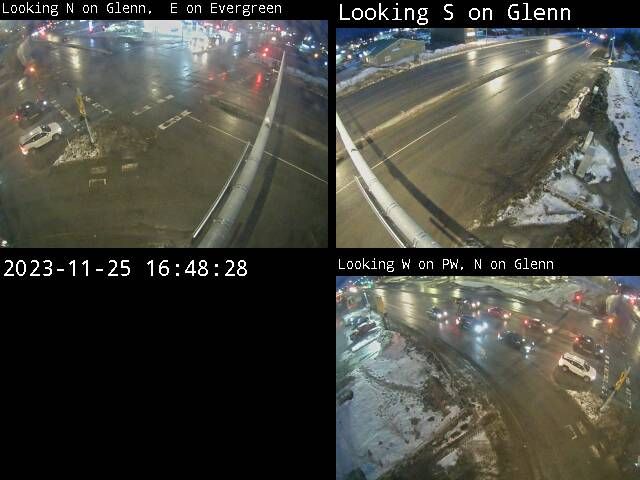 Looking N on Glenn,  E on Evergreen
Looking S on Glenn
2023-11-25 16:48:28
Looking W on PW, N on Glenn